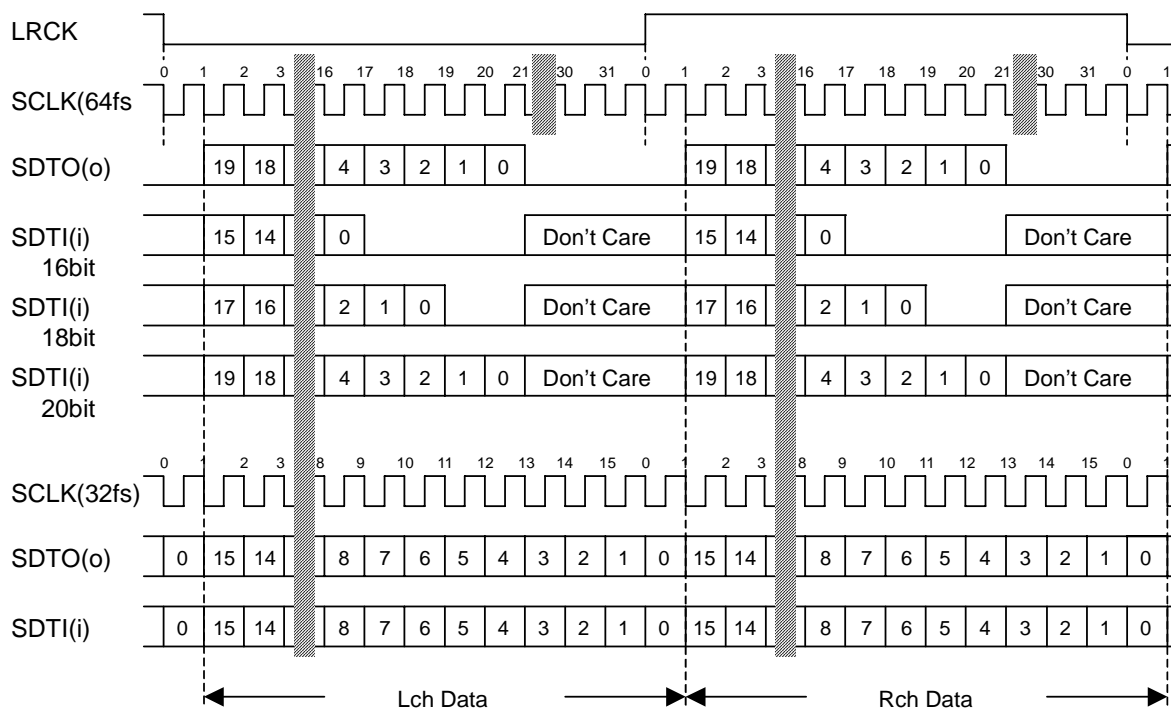 LRCK
0 1 2 3 16 17 18 19 20 21 30 31 0 1 2 3 16 17 18 19 20 21 30 31 0 1
SCLK(64fs
SDTO(o) 19 18 4 3 2 1 0 19 18 4 3 2 1 0
SDTI(i) 15 14 0 Don't Care 15 14 0 Don't Care
16bit
SDTI(i) 17 16 2 1 0 Don't Care 17 16 2 1 0 Don't Care
18bit
SDTI(i) 19 18 4 3 2 1 0 Don't Care 19 18 4 3 2 1 0 Don't Care
20bit
0 1 2 3 8 9 10 11 12 13 14 15 0 1 2 3 8 9 10 11 12 13 14 15 0 1
SCLK(32fs)
SDTO(o) 0 15 14 8 7 6 5 4 3 2 1 0 15 14 8 7 6 5 4 3 2 1 0
SDTI(i) 0 15 14 8 7 6 5 4 3 2 1 0 15 14 8 7 6 5 4 3 2 1 0
Lch Data Rch Data